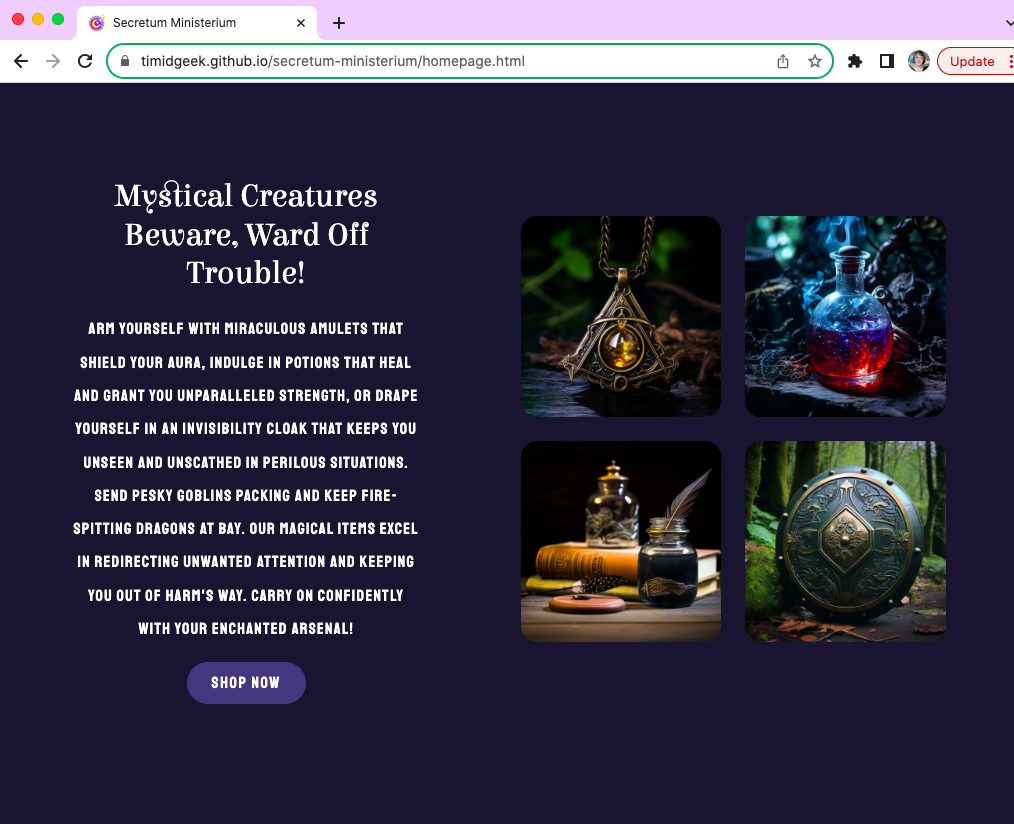 Secretum Ministerium
timidgeek.github.io/secretum-ministerium/homepage.html
Update
Mystical Creatures
Beware, Ward Off
Trouble!
ARM YOURSELF WITH MIRACULOUS AMULETS THAT
SHIELD YOUR AURA, INDULGE IN POTIONS THAT HEAL
AND GRANT YOU UNPARALLELED STRENGTH, OR DRAPE
YOURSELF IN AN INVISIBILITY CLOAK THAT KEEPS YOU
UNSEEN AND UNSCATHED IN PERILOUS SITUATIONS.
SEND PESKY GOBLINS PACKING AND KEEP FIRE-
SPITTING DRAGONS AT BAY. OUR MAGICAL ITEMS EXCEL
IN REDIRECTING UNWANTED ATTENTION AND KEEPING
YOU OUT OF HARM'S WAY. CARRY ON CONFIDENTLY
WITH YOUR ENCHANTED ARSENAL!
SHOP NOW